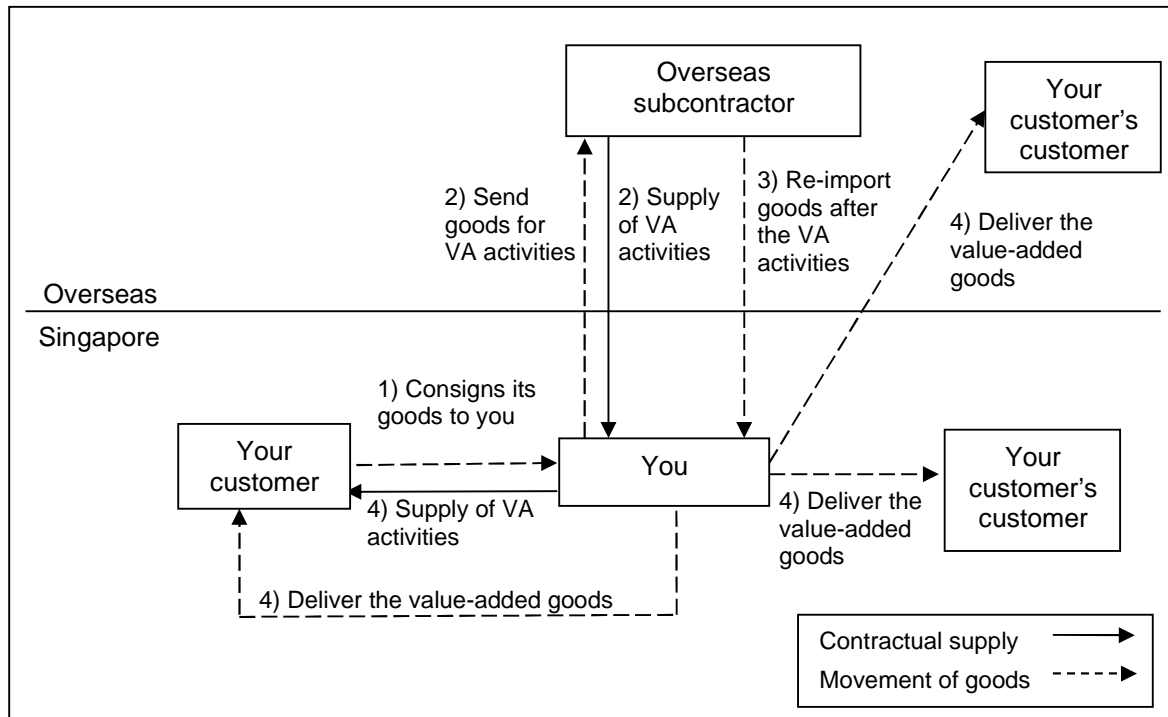 Overseas
subcontractor
Your
customer's
customer
2) Send
goods for
VA activities
2) Supply
of VA
activities
3) Re-import
goods after
the VA
activities
4) Deliver the
value-added
goods
Overseas
Singapore
1) Consigns its
goods to you
Your
customer
You
Your
customer's
customer
4) Supply of VA
activities
4) Deliver the
value-added
goods
4) Deliver the value-added goods
Contractual supply
Movement of goods